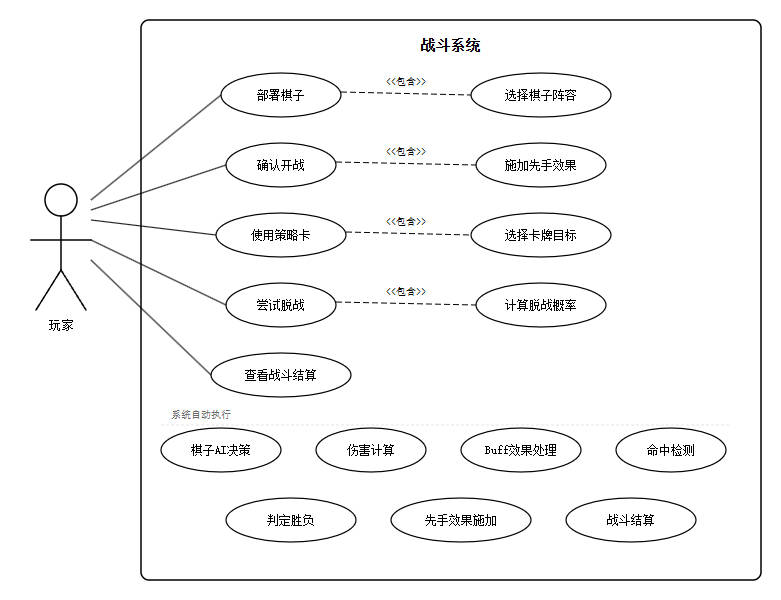 战斗系统
部署棋子
<<包含>>
选择棋子阵容
确认开战
<<包含>>
施加先手效果
使用策略卡
<<包含>>
选择卡牌目标
尝试脱战
<<包含>>
计算脱战概率
玩家
查看战斗结算
系统自动执行
棋子AI决策
伤害计算
Buff效果处理
命中检测
判定胜负
先手效果施加
战斗结算